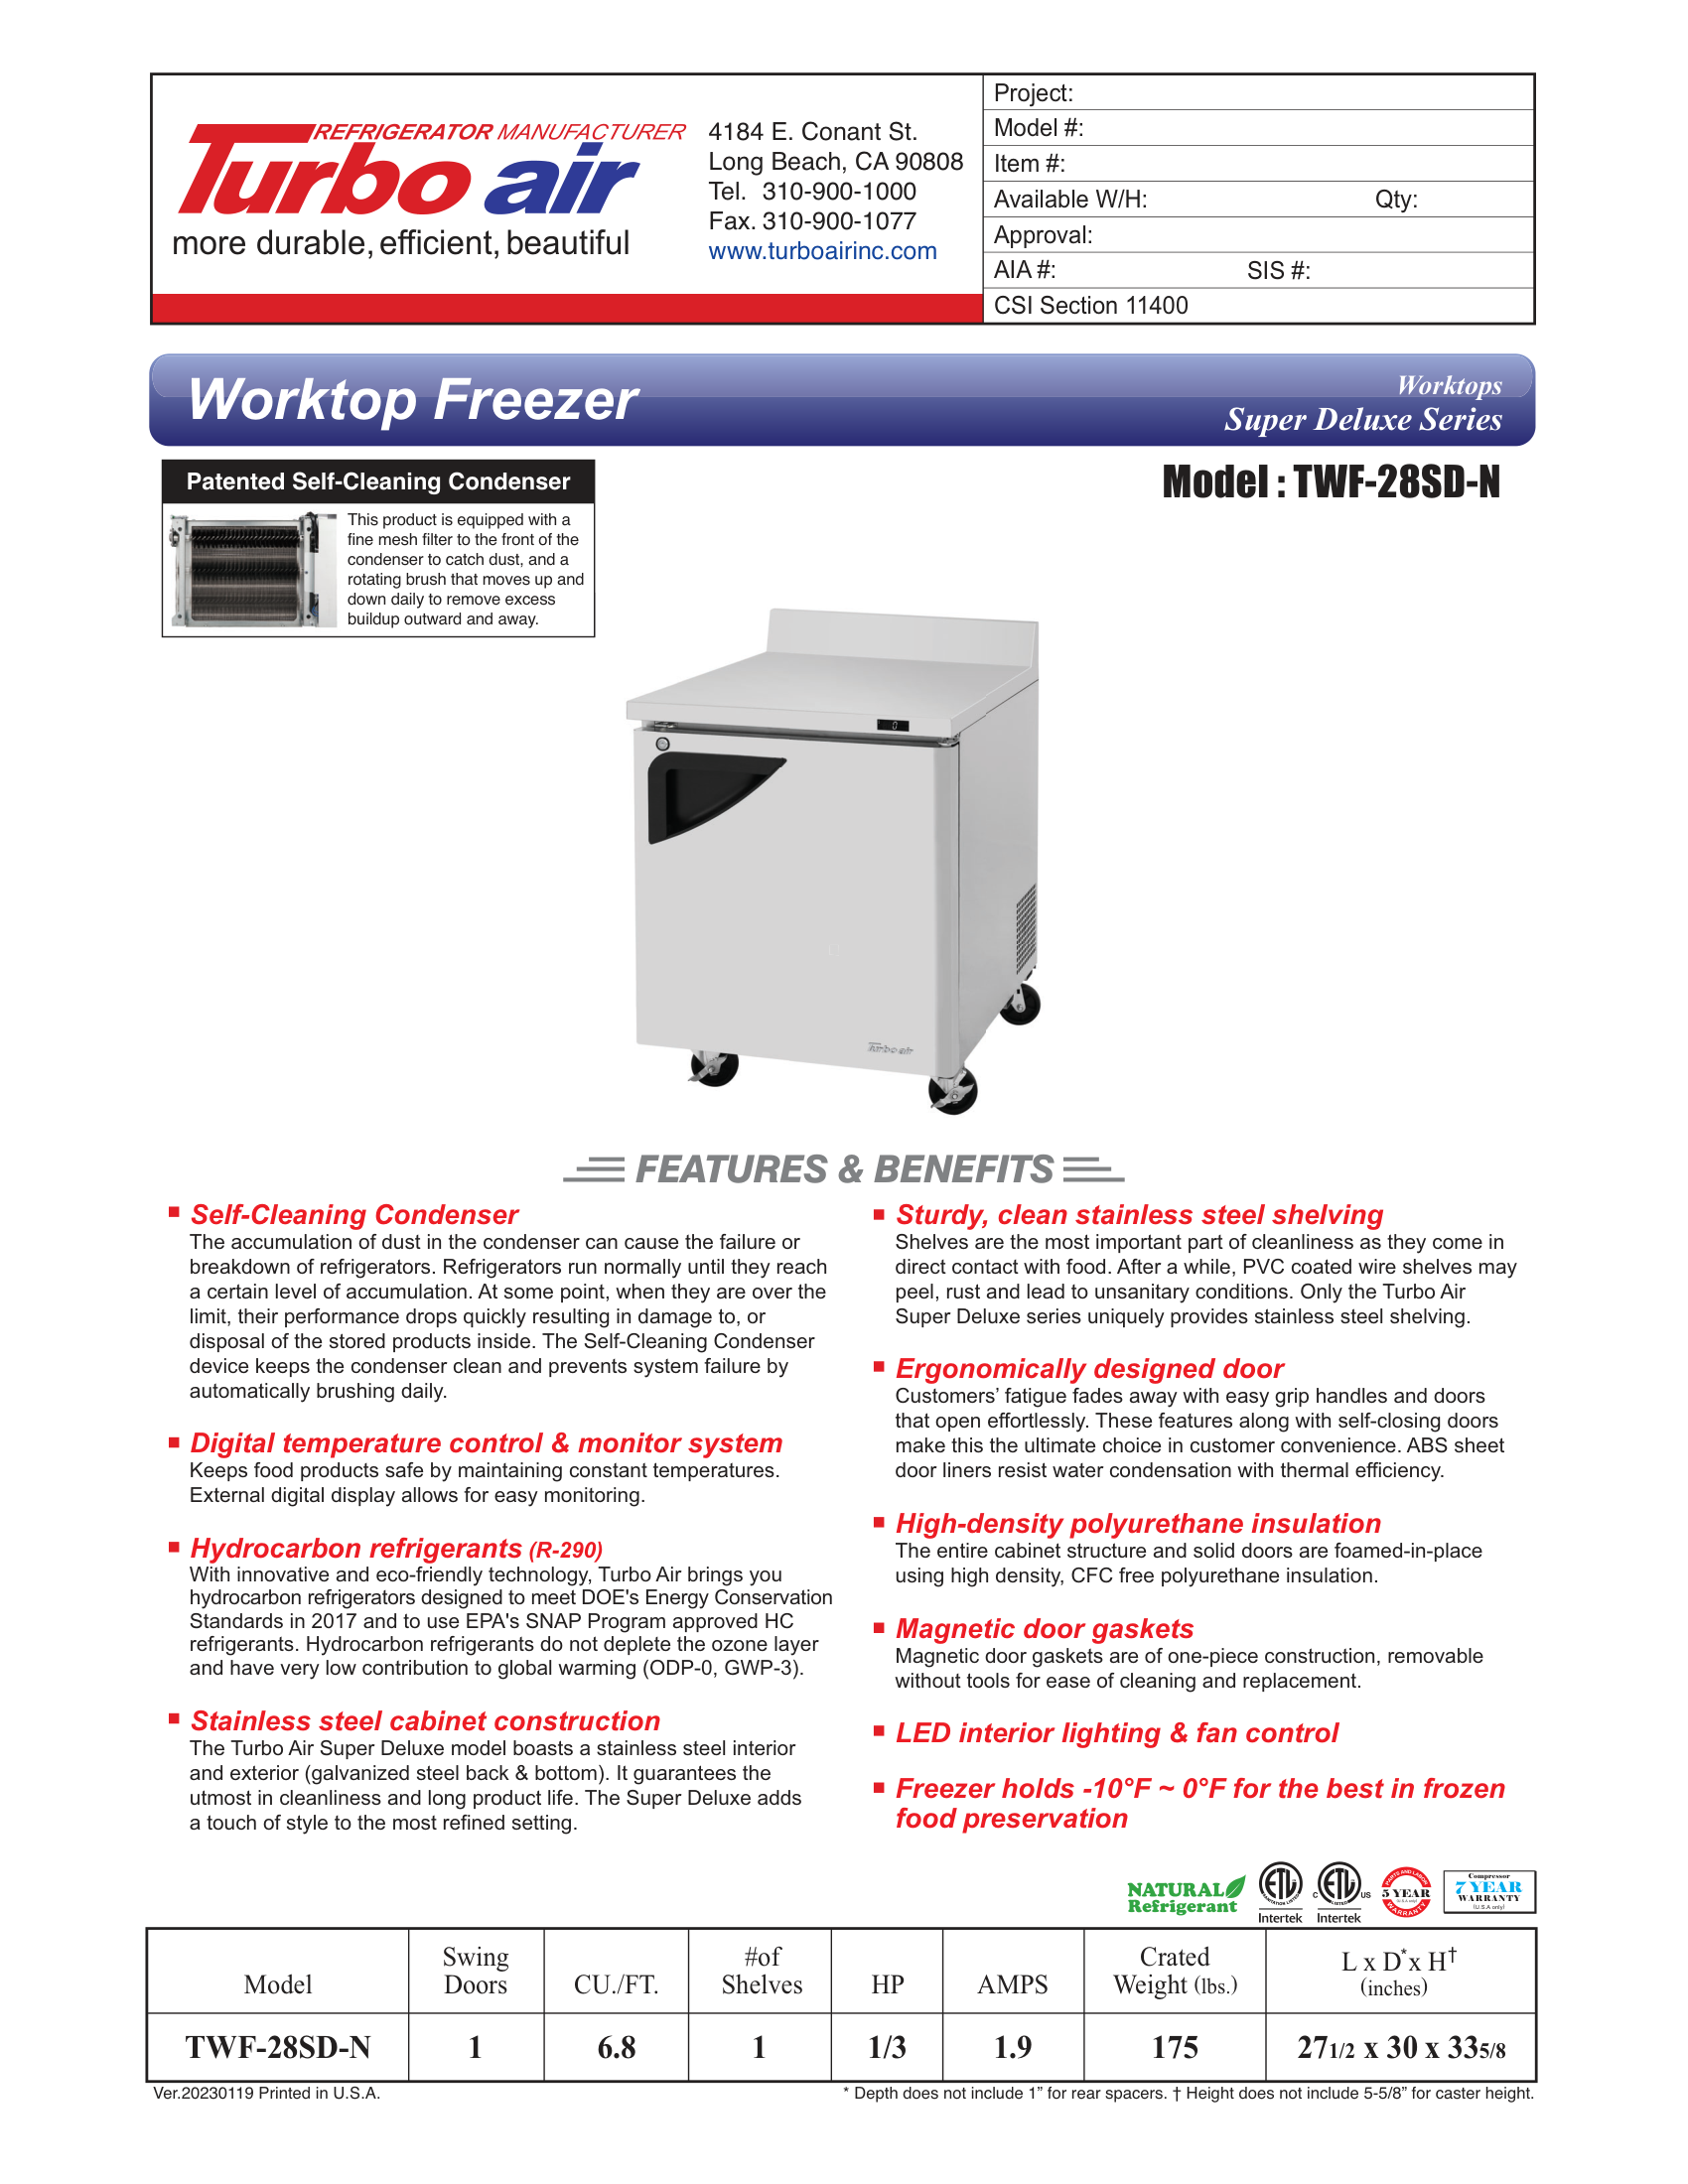 REFRIGERATOR MANUFACTURER
Turbo air
more durable, efficient, beautiful
4184 E. Conant St.
Long Beach, CA 90808
Tel. 310-900-1000
Fax. 310-900-1077
www.turboairinc.com
Project:
Model #:
Item #:
Available W/H: Qty:
Approval:
AIA #: SIS #:
CSI Section 11400
Worktop Freezer
Worktops
Super Deluxe Series
Patented Self-Cleaning Condenser
This product is equipped with a
fine mesh filter to the front of the
condenser to catch dust, and a
rotating brush that moves up and
down daily to remove excess
buildup outward and away.
Model : TWF-28SD-N
Turbo air
FEATURES & BENEFITS
Self-Cleaning Condenser
The accumulation of dust in the condenser can cause the failure or
breakdown of refrigerators. Refrigerators run normally until they reach
a certain level of accumulation. At some point, when they are over the
limit, their performance drops quickly resulting in damage to, or
disposal of the stored products inside. The Self-Cleaning Condenser
device keeps the condenser clean and prevents system failure by
automatically brushing daily.
Digital temperature control & monitor system
Keeps food products safe by maintaining constant temperatures.
External digital display allows for easy monitoring.
Hydrocarbon refrigerants (R-290)
With innovative and eco-friendly technology, Turbo Air brings you
hydrocarbon refrigerators designed to meet DOE's Energy Conservation
Standards in 2017 and to use EPA's SNAP Program approved HC
refrigerants. Hydrocarbon refrigerants do not deplete the ozone layer
and have very low contribution to global warming (ODP-0, GWP-3).
Stainless steel cabinet construction
The Turbo Air Super Deluxe model boasts a stainless steel interior
and exterior (galvanized steel back & bottom). It guarantees the
utmost in cleanliness and long product life. The Super Deluxe adds
a touch of style to the most refined setting.
Sturdy, clean stainless steel shelving
Shelves are the most important part of cleanliness as they come in
direct contact with food. After a while, PVC coated wire shelves may
peel, rust and lead to unsanitary conditions. Only the Turbo Air
Super Deluxe series uniquely provides stainless steel shelving.
Ergonomically designed door
Customers’ fatigue fades away with easy grip handles and doors
that open effortlessly. These features along with self-closing doors
make this the ultimate choice in customer convenience. ABS sheet
door liners resist water condensation with thermal efficiency.
High-density polyurethane insulation
The entire cabinet structure and solid doors are foamed-in-place
using high density, CFC free polyurethane insulation.
Magnetic door gaskets
Magnetic door gaskets are of one-piece construction, removable
without tools for ease of cleaning and replacement.
LED interior lighting & fan control
Freezer holds -10°F ~ 0°F for the best in frozen
food preservation
NATURAL
Refrigerant
ETL
SANITATION LISTED
Intertek
C ETL US
LISTED
Intertek
PARTS AND LABOR
5 YEAR
(U.S.A only)
WARRANTY
Compressor
7 YEAR
WARRANTY
(U.S.A only)
Model Swing Doors CU./FT. #of Shelves HP AMPS Crated Weight (lbs.) L x D* x H† (inches)
TWF-28SD-N 1 6.8 1 1/3 1.9 175 27 1/2 x 30 x 33 5/8
Ver.20230119 Printed in U.S.A.
* Depth does not include 1” for rear spacers. † Height does not include 5-5/8” for caster height.